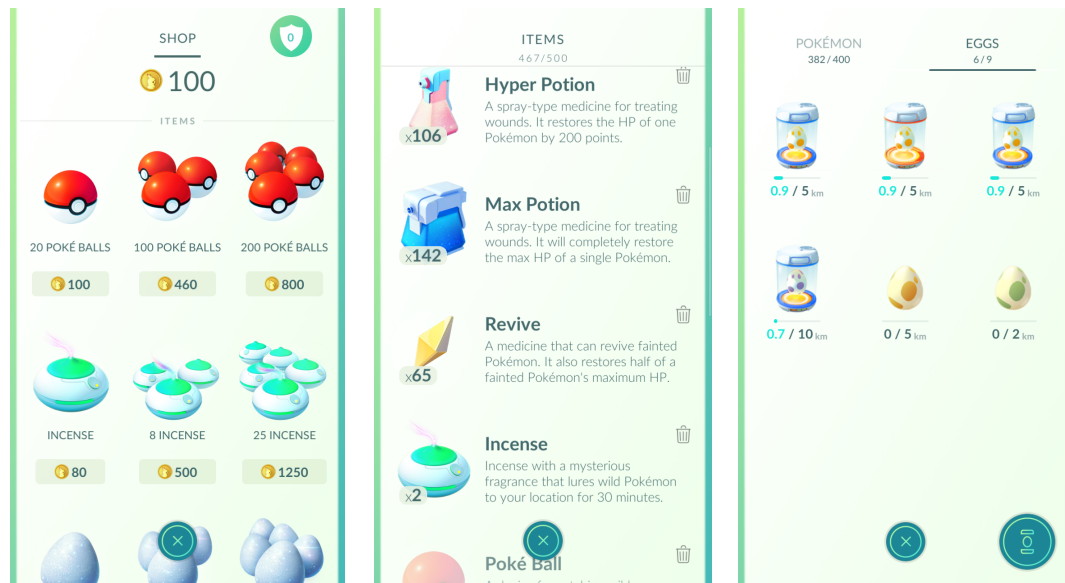 SHOP
0
100
ITEMS
20 POKÉ BALLS 100 POKÉ BALLS 200 POKÉ BALLS
100 460 800
INCENSE 8 INCENSE 25 INCENSE
80 500 1250
ITEMS
467/500
Hyper Potion
A spray-type medicine for treating
wounds. It restores the HP of one
Pokémon by 200 points.
x106
Max Potion
A spray-type medicine for treating
wounds. It will completely restore
the max HP of a single Pokémon.
x142
Revive
A medicine that can revive fainted
Pokémon. It also restores half of a
fainted Pokémon's maximum HP.
x65
Incense
Incense with a mysterious
fragrance that lures wild Pokémon
to your location for 30 minutes.
x2
Poké Ball
POKÉMON EGGS
382/400 6/9
0.9 / 5 km 0.9 / 5 km 0.9 / 5 km
0.7 / 10 km 0 / 5 km 0 / 2 km